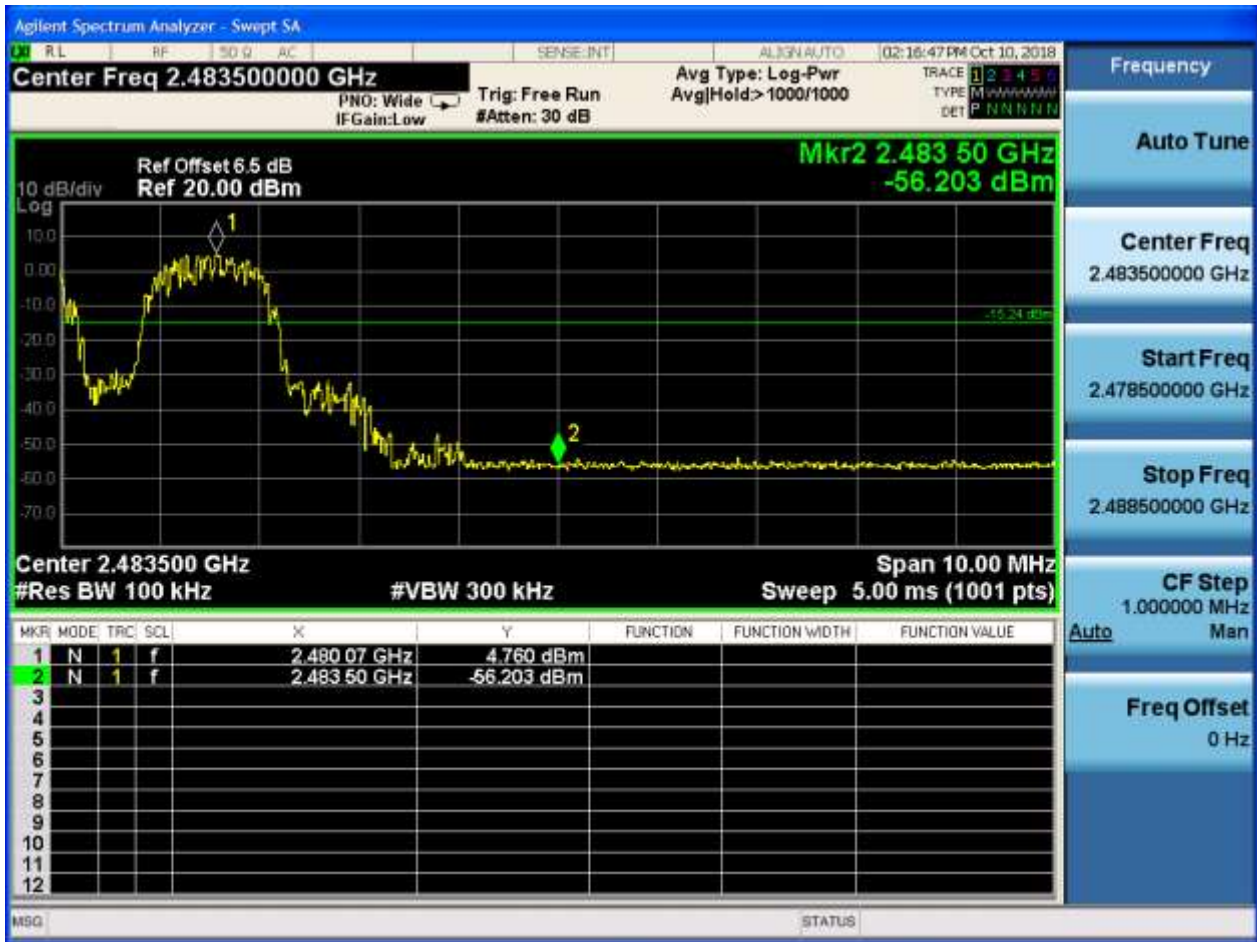 Agilent Spectrum Analyzer - Swept SA
RL RF 50 Ω AC SENSE:INT ALIGN AUTO 02:16:47 PM Oct 10, 2018
Center Freq 2.483500000 GHz
PNO: Wide
IFGain:Low
Trig: Free Run
#Atten: 30 dB
Avg Type: Log-Pwr
Avg|Hold:>1000/1000
TRACE 1 2 3 4 5 6
TYPE M
DET P N N N N N
Ref Offset 6.5 dB
10 dB/div Ref 20.00 dBm
Log
Mkr2 2.483 50 GHz
-56.203 dBm
10.0
0.00
-10.0
-20.0
-30.0
-40.0
-50.0
-60.0
-70.0
1
-15.24 dBm
2
Center 2.483500 GHz Span 10.00 MHz
#Res BW 100 kHz #VBW 300 kHz Sweep 5.00 ms (1001 pts)
MKR MODE TRC SCL X Y FUNCTION FUNCTION WIDTH FUNCTION VALUE
1 N 1 f 2.480 07 GHz 4.760 dBm
2 N 1 f 2.483 50 GHz -56.203 dBm
3
4
5
6
7
8
9
10
11
12
MSG STATUS
Frequency
Auto Tune
Center Freq
2.483500000 GHz
Start Freq
2.478500000 GHz
Stop Freq
2.488500000 GHz
CF Step
1.000000 MHz
Auto Man
Freq Offset
0 Hz